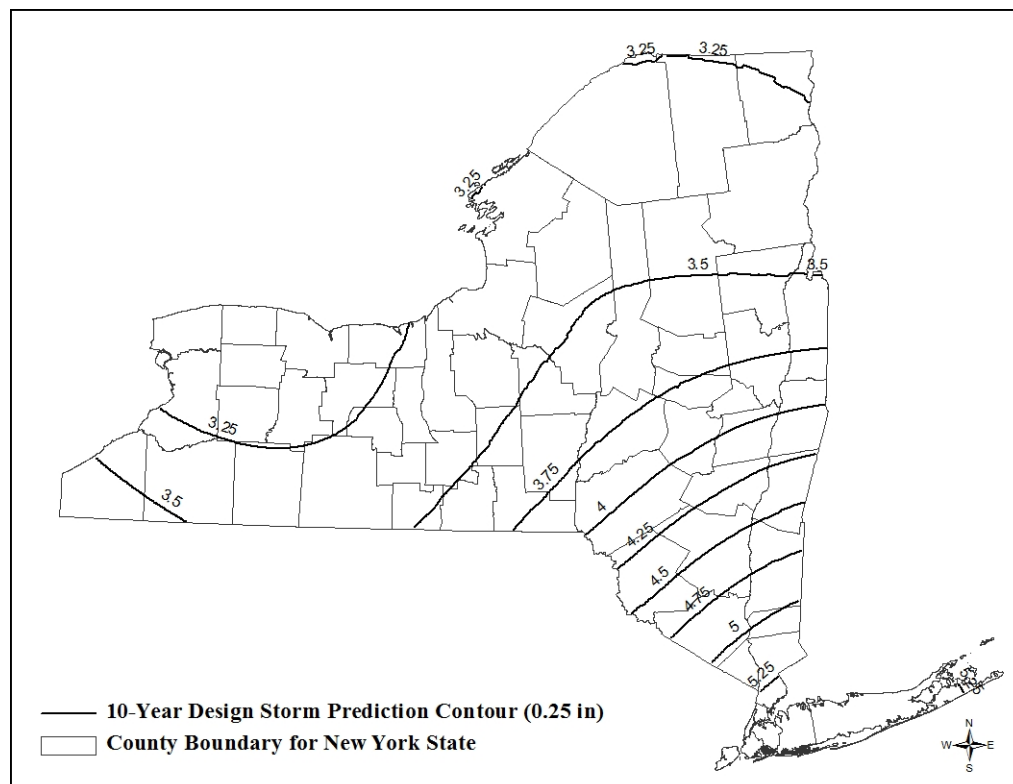 3.25 3.25
3.25
3.5 3.5
3.25
3.75
3.5
4
4.25
4.5
4.75
5
5.25
10-Year Design Storm Prediction Contour (0.25 in)
County Boundary for New York State
N
W E
S